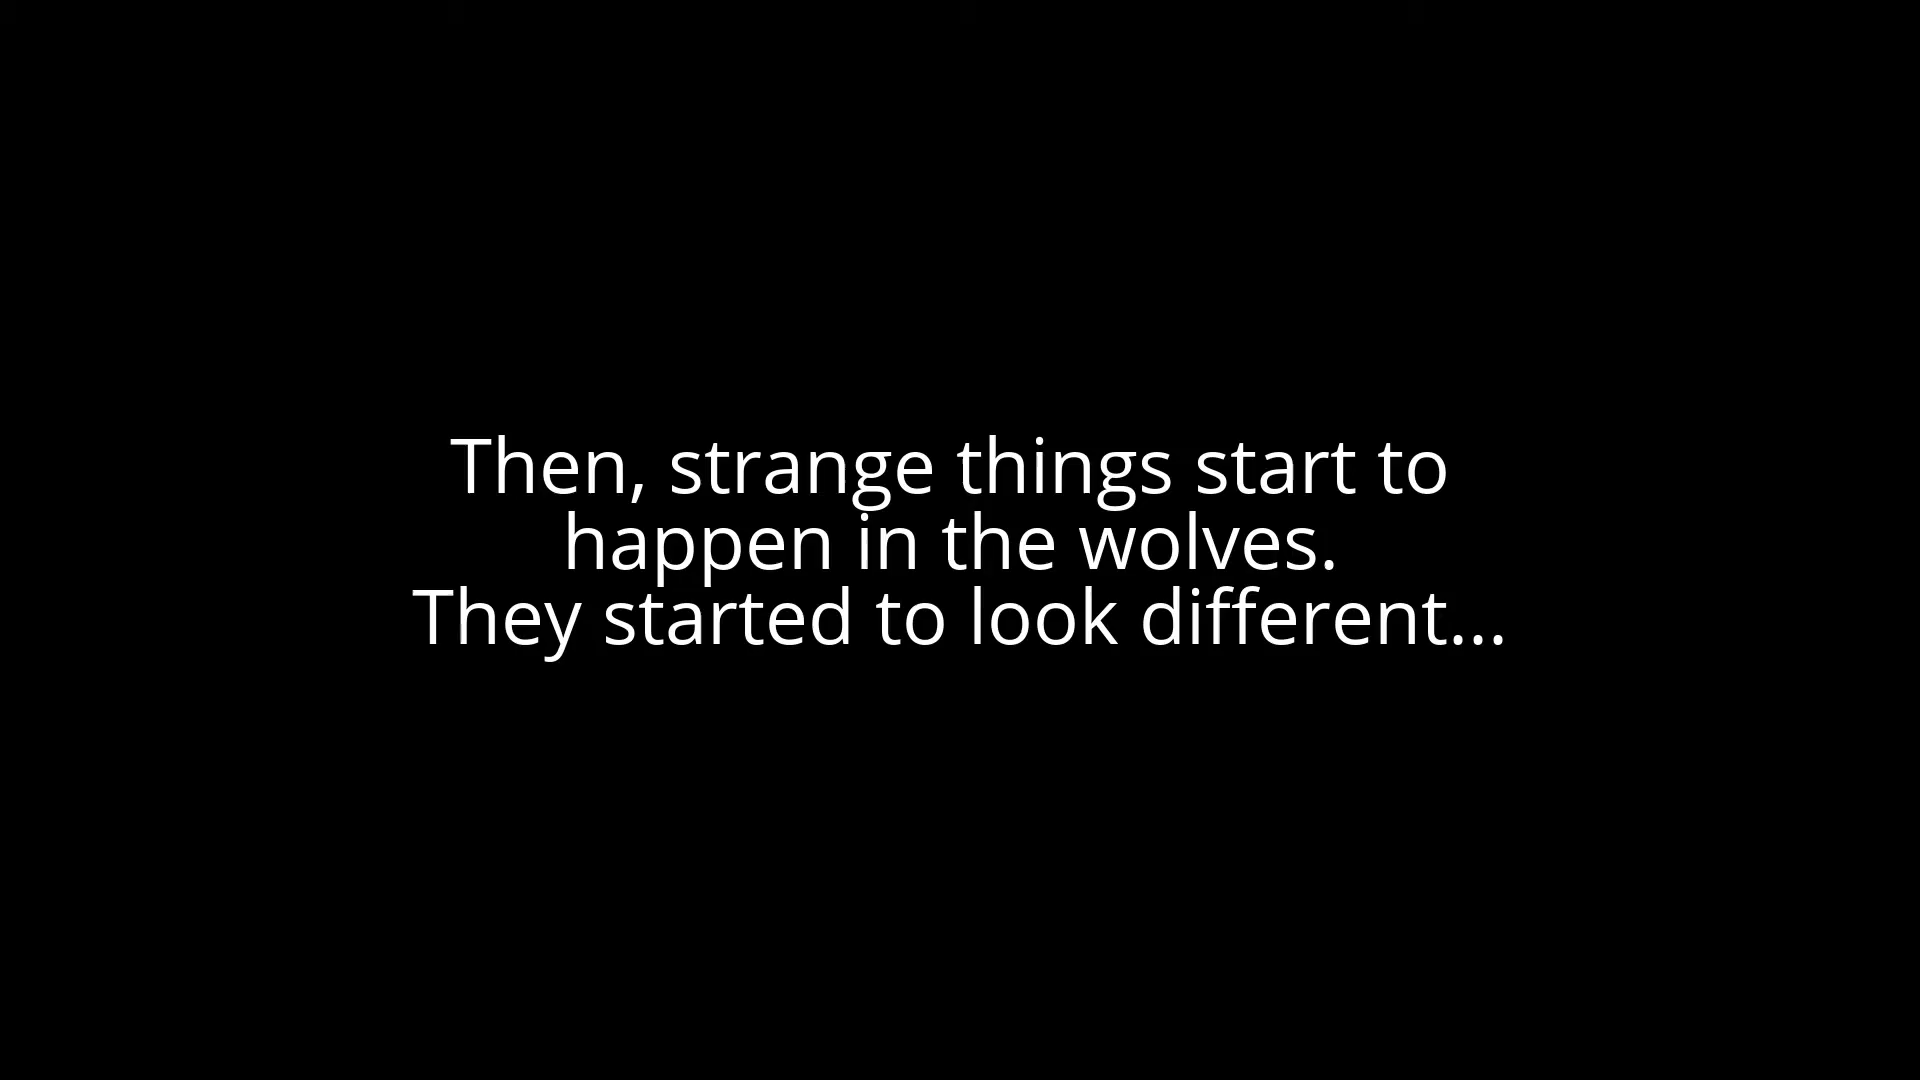 Then, strange things start to
happen in the wolves.
They started to look different...